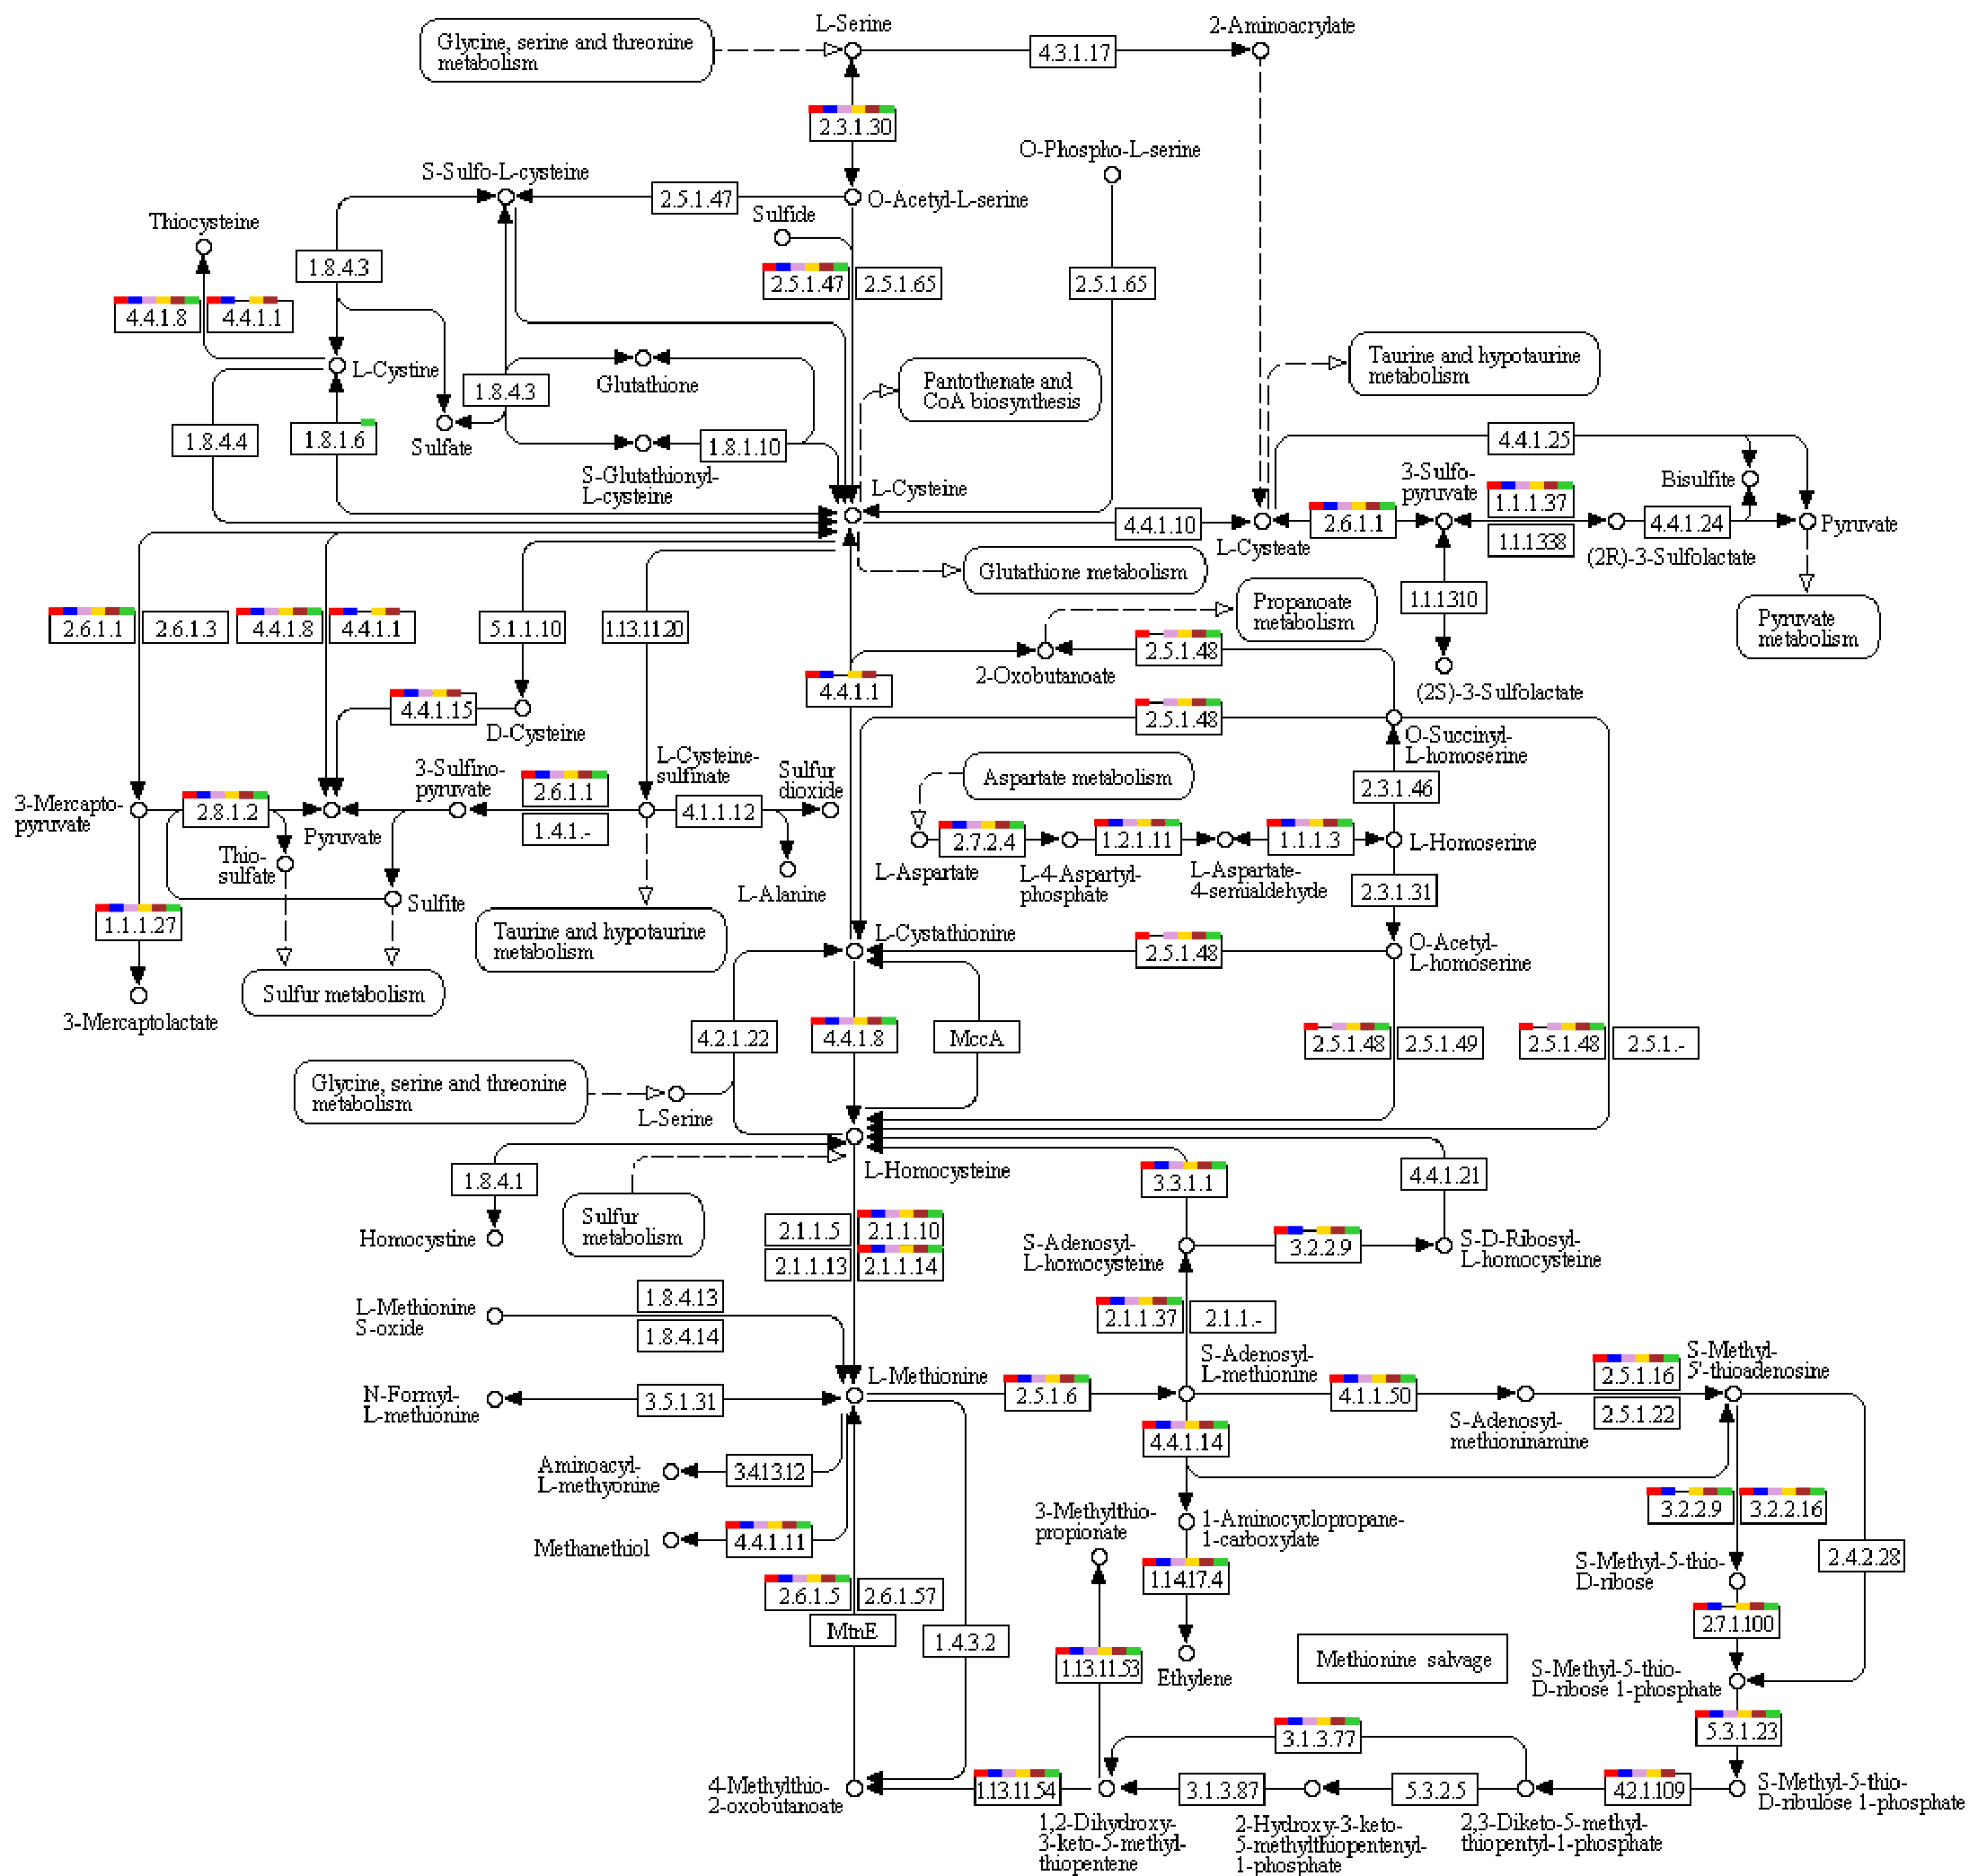 L-Serine
2-Aminoacrylate
Glycine, serine and threonine
metabolism
4.3.1.17
2.3.1.30
O-Phospho-L-serine
S-Sulfo-L-cysteine
2.5.1.47
O-Acetyl-L-serine
Sulfide
Thiocysteine
1.8.4.3
2.5.1.47
2.5.1.65
2.5.1.65
4.4.1.8
4.4.1.1
L-Cystine
Glutathione
1.8.4.3
Pantothenate and
CoA biosynthesis
Taurine and hypotaurine
metabolism
1.8.4.4
1.8.1.6
Sulfate
1.8.1.10
4.4.1.25
S-Glutathionyl-
L-cysteine
L-Cysteine
3-Sulfo-
pyruvate
Bisulfite
1.1.1.37
4.4.1.10
L-Cysteate
2.6.1.1
1.1.1.338
(2R)-3-Sulfolactate
4.4.1.24
Pyruvate
Glutathione metabolism
1.1.1.310
Propanoate
metabolism
Pyruvate
metabolism
2.6.1.1
2.6.1.3
4.4.1.8
4.4.1.1
5.1.1.10
1.13.11.20
2.5.1.48
2-Oxobutanoate
(2S)-3-Sulfolactate
4.4.1.1
4.4.1.15
D-Cysteine
2.5.1.48
O-Succinyl-
L-homoserine
L-Cysteine-
sulfinate
Sulfur
dioxide
3-Sulfino-
pyruvate
2.6.1.1
Aspartate metabolism
2.3.1.46
3-Mercapto-
pyruvate
2.8.1.2
Pyruvate
1.4.1.-
4.1.1.12
2.7.2.4
1.2.1.11
1.1.1.3
L-Homoserine
Thio-
sulfate
L-Alanine
L-Aspartate
L-4-Aspartyl-
phosphate
L-Aspartate-
4-semialdehyde
2.3.1.31
Sulfite
1.1.1.27
Taurine and hypotaurine
metabolism
L-Cystathionine
2.5.1.48
O-Acetyl-
L-homoserine
Sulfur metabolism
3-Mercaptolactate
4.2.1.22
4.4.1.8
MccA
2.5.1.48
2.5.1.49
2.5.1.48
2.5.1.-
Glycine, serine and threonine
metabolism
L-Serine
L-Homocysteine
1.8.4.1
3.3.1.1
4.4.1.21
Sulfur
metabolism
Homocystine
2.1.1.5
2.1.1.10
2.1.1.13
2.1.1.14
S-Adenosyl-
L-homocysteine
3.2.2.9
S-D-Ribosyl-
L-homocysteine
L-Methionine
S-oxide
1.8.4.13
1.8.4.14
2.1.1.37
2.1.1.-
N-Formyl-
L-methionine
3.5.1.31
L-Methionine
2.5.1.6
S-Adenosyl-
L-methionine
4.1.1.50
S-Adenosyl-
methioninamine
2.5.1.16
2.5.1.22
S-Methyl-
5'-thioadenosine
4.4.1.14
Aminoacyl-
L-methyonine
3.4.13.12
3-Methylthio-
propionate
1-Aminocyclopropane-
1-carboxylate
3.2.2.9
3.2.2.16
Methanethiol
4.4.1.11
2.4.2.28
1.14.17.4
S-Methyl-5-thio-
D-ribose
2.6.1.5
2.6.1.57
MtnE
1.4.3.2
2.7.1.100
1.13.11.53
Ethylene
Methionine salvage
S-Methyl-5-thio-
D-ribose 1-phosphate
5.3.1.23
3.1.3.77
4-Methylthio-
2-oxobutanoate
1.13.11.54
3.1.3.87
5.3.2.5
4.2.1.109
S-Methyl-5-thio-
D-ribulose 1-phosphate
1,2-Dihydroxy-
3-keto-5-methyl-
thiopentene
2-Hydroxy-3-keto-
5-methylthiopentenyl-
1-phosphate
2,3-Diketo-5-methyl-
thiopentyl-1-phosphate